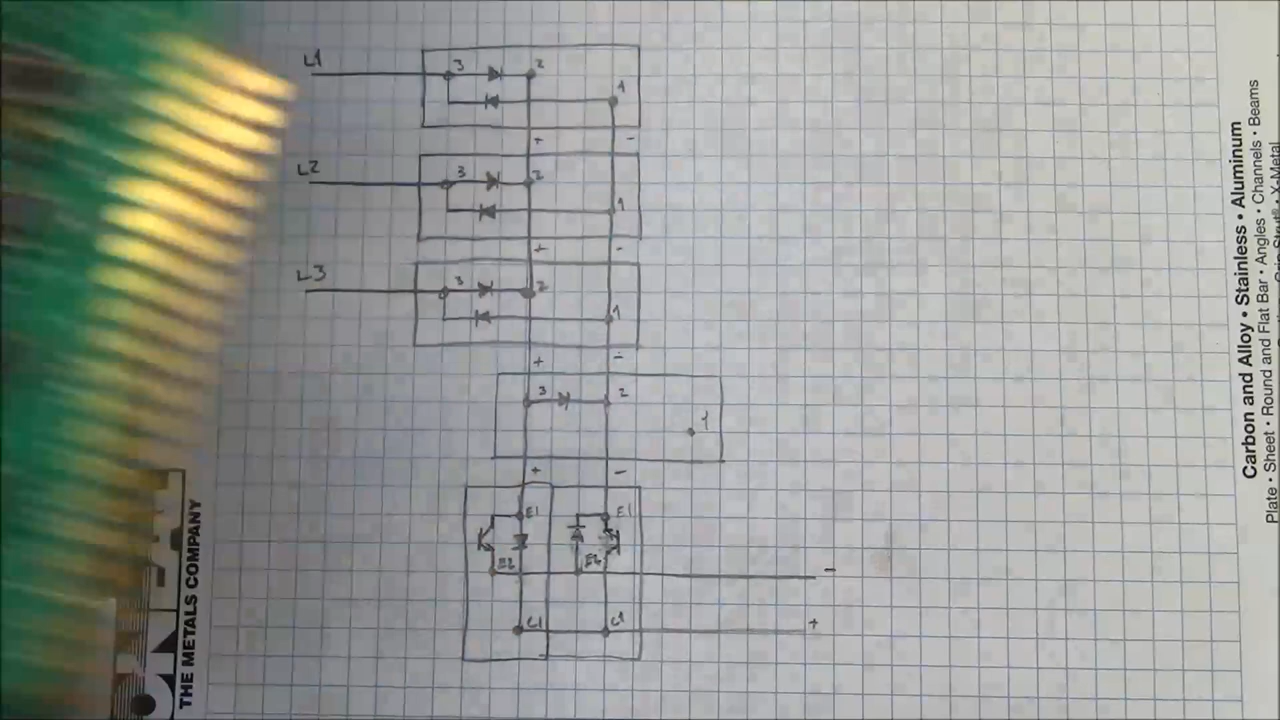 L1
3
2
1
+
-
L2
3
2
1
+
-
L3
3
2
1
+
-
3
2
1
+
-
E1
E1
E2
E2
-
C1
C1
+
THE METALS COMPANY
Carbon and Alloy • Stainless • Aluminum
Plate • Sheet • Round and Flat Bar • Angles • Channels • Beams